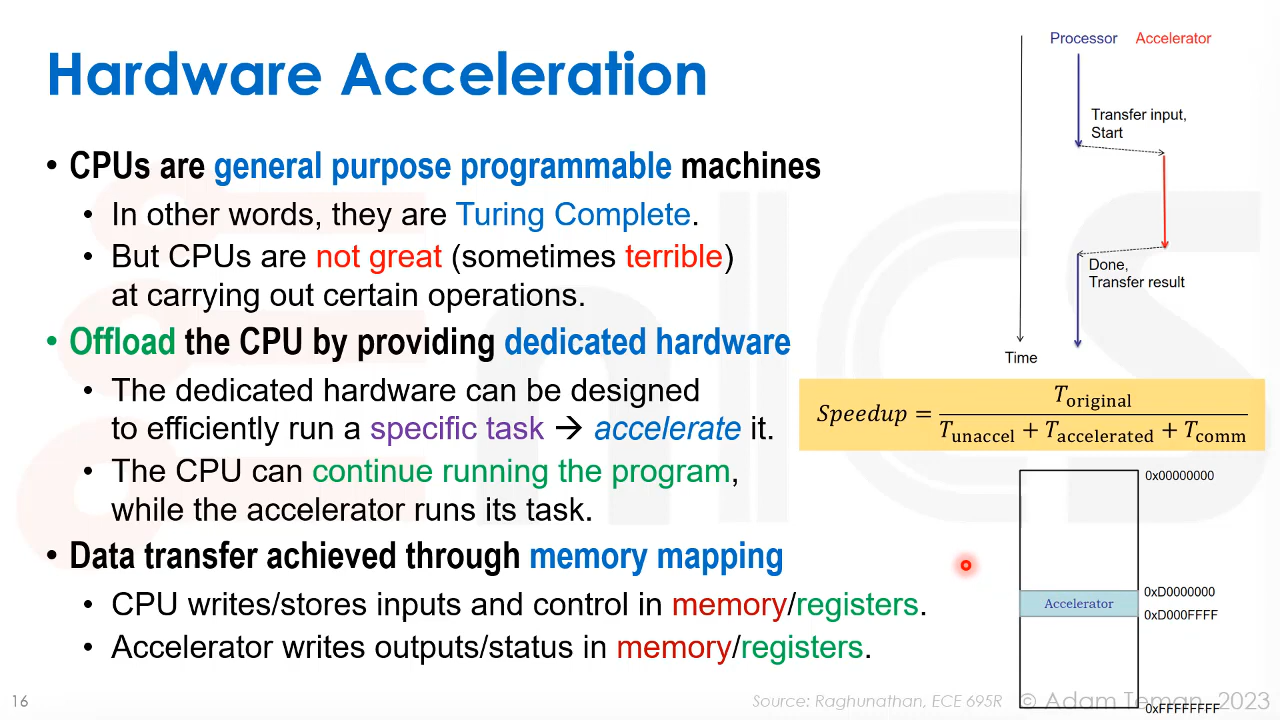 Hardware Acceleration
• CPUs are general purpose programmable machines
• In other words, they are Turing Complete.
• But CPUs are not great (sometimes terrible)
at carrying out certain operations.
• Offload the CPU by providing dedicated hardware
• The dedicated hardware can be designed
to efficiently run a specific task → accelerate it.
• The CPU can continue running the program,
while the accelerator runs its task.
• Data transfer achieved through memory mapping
• CPU writes/stores inputs and control in memory/registers.
• Accelerator writes outputs/status in memory/registers.
Processor Accelerator
Transfer input,
Start
Done,
Transfer result
Time
Speedup = T_original / (T_unaccel + T_accelerated + T_comm)
0x00000000
0xD0000000
Accelerator
0xD000FFFF
0xFFFFFFFF
16
Source: Raghunathan, ECE 695R
© Adam Teman, 2023